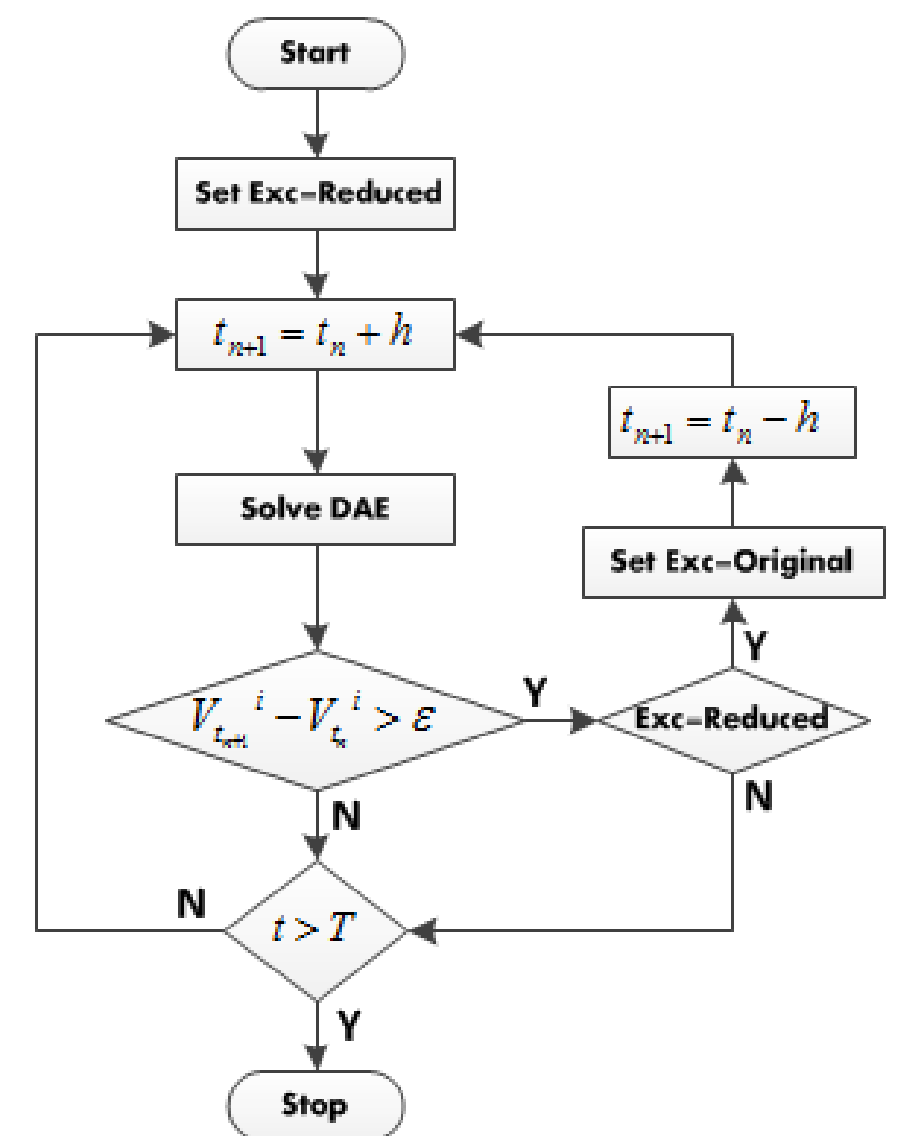 Start
Set Exc-Reduced
t_{n+1} = t_n + h
t_{n+1} = t_n − h
Solve DAE
Set Exc-Original
Y
V_{t_{n+1}}^i − V_{t_n}^i > ε
Y
Exc-Reduced
N
N
N
t > T
Y
Stop